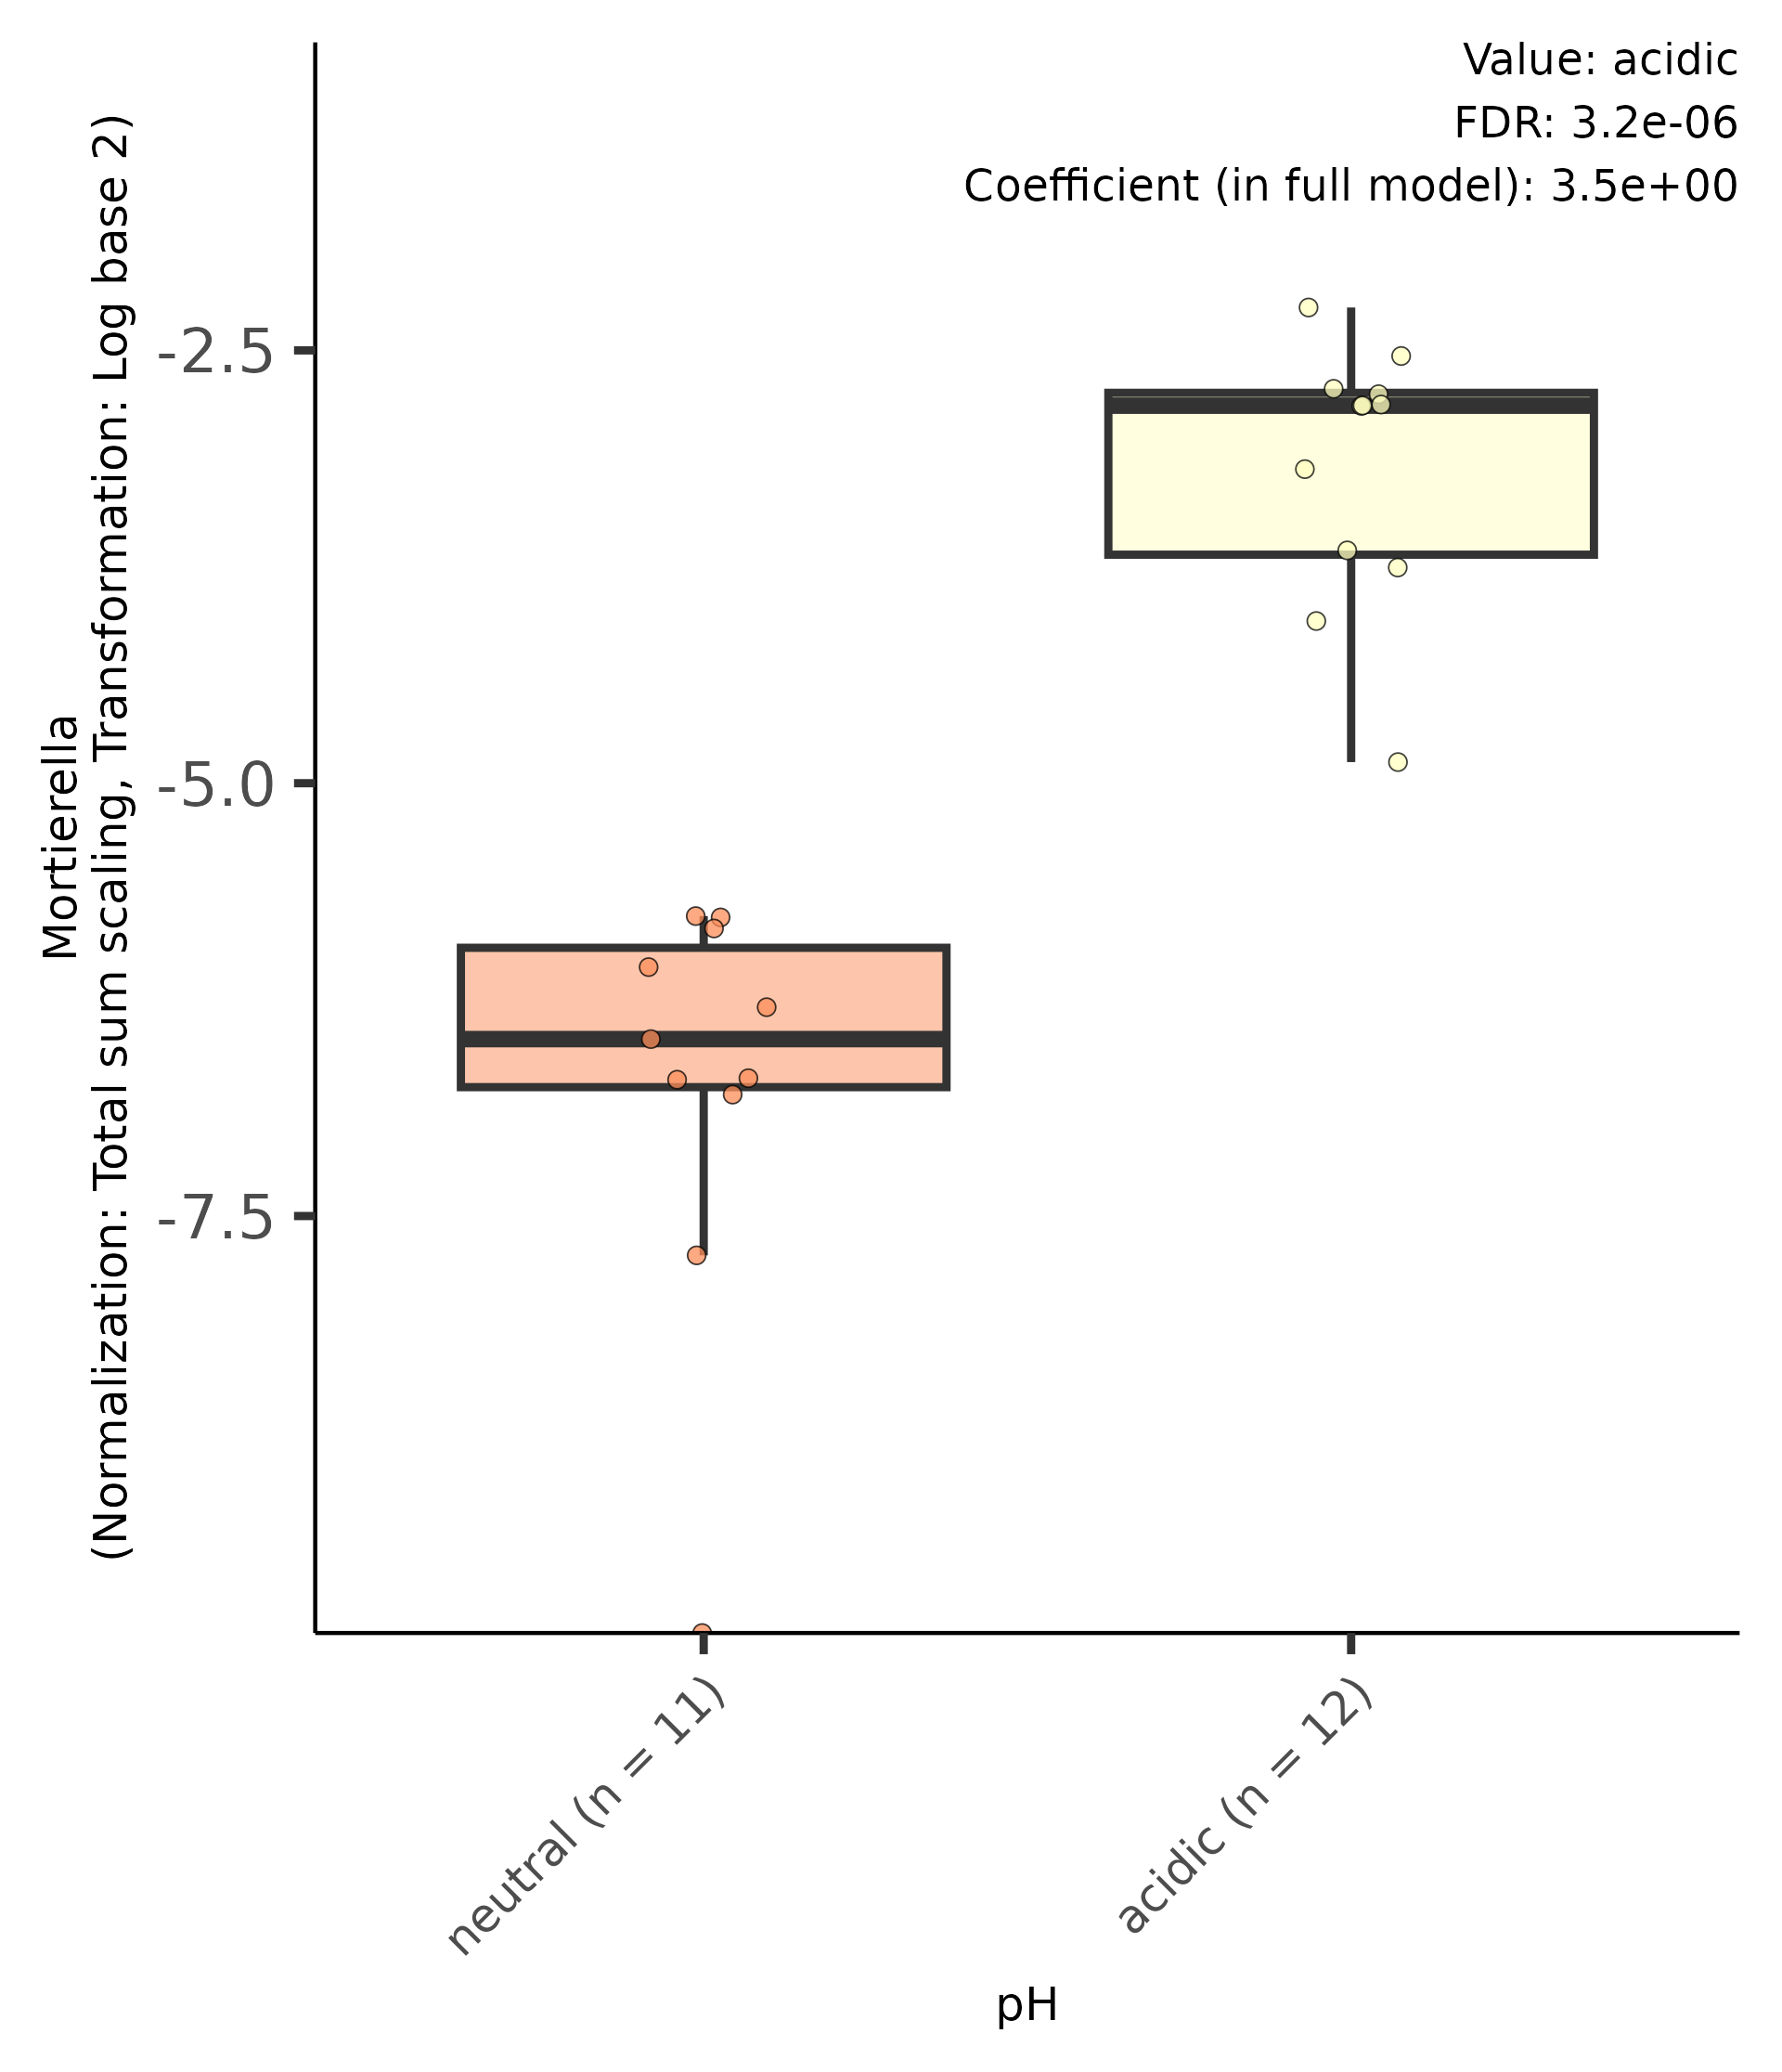 Value: acidic
FDR: 3.2e-06
Coefficient (in full model): 3.5e+00
Mortierella
(Normalization: Total sum scaling, Transformation: Log base 2)
-2.5
-5.0
-7.5
neutral (n = 11)
acidic (n = 12)
pH